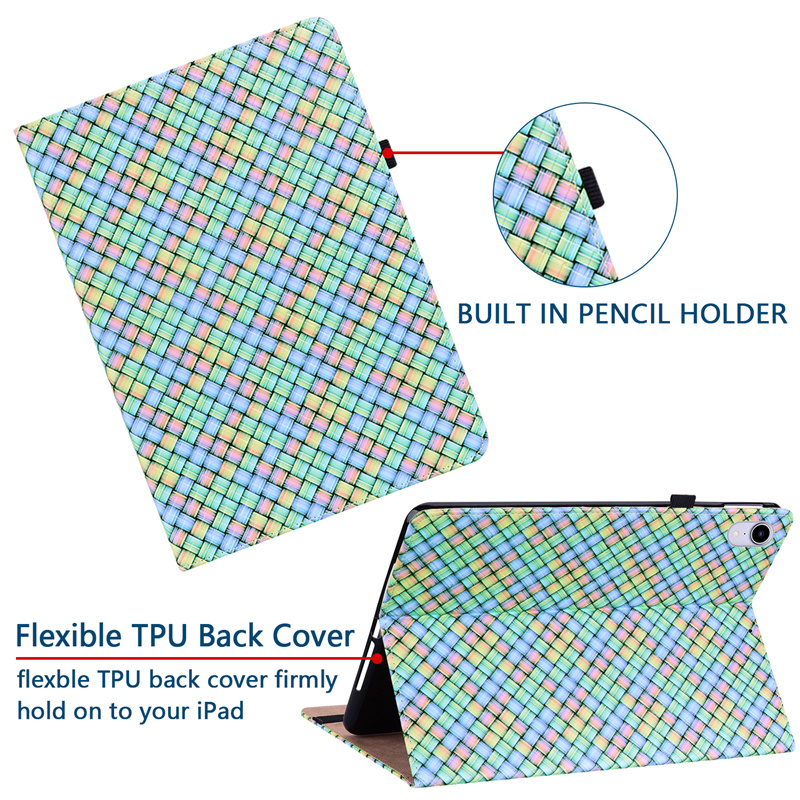 BUILT IN PENCIL HOLDER
Flexible TPU Back Cover
flexble TPU back cover firmly
hold on to your iPad